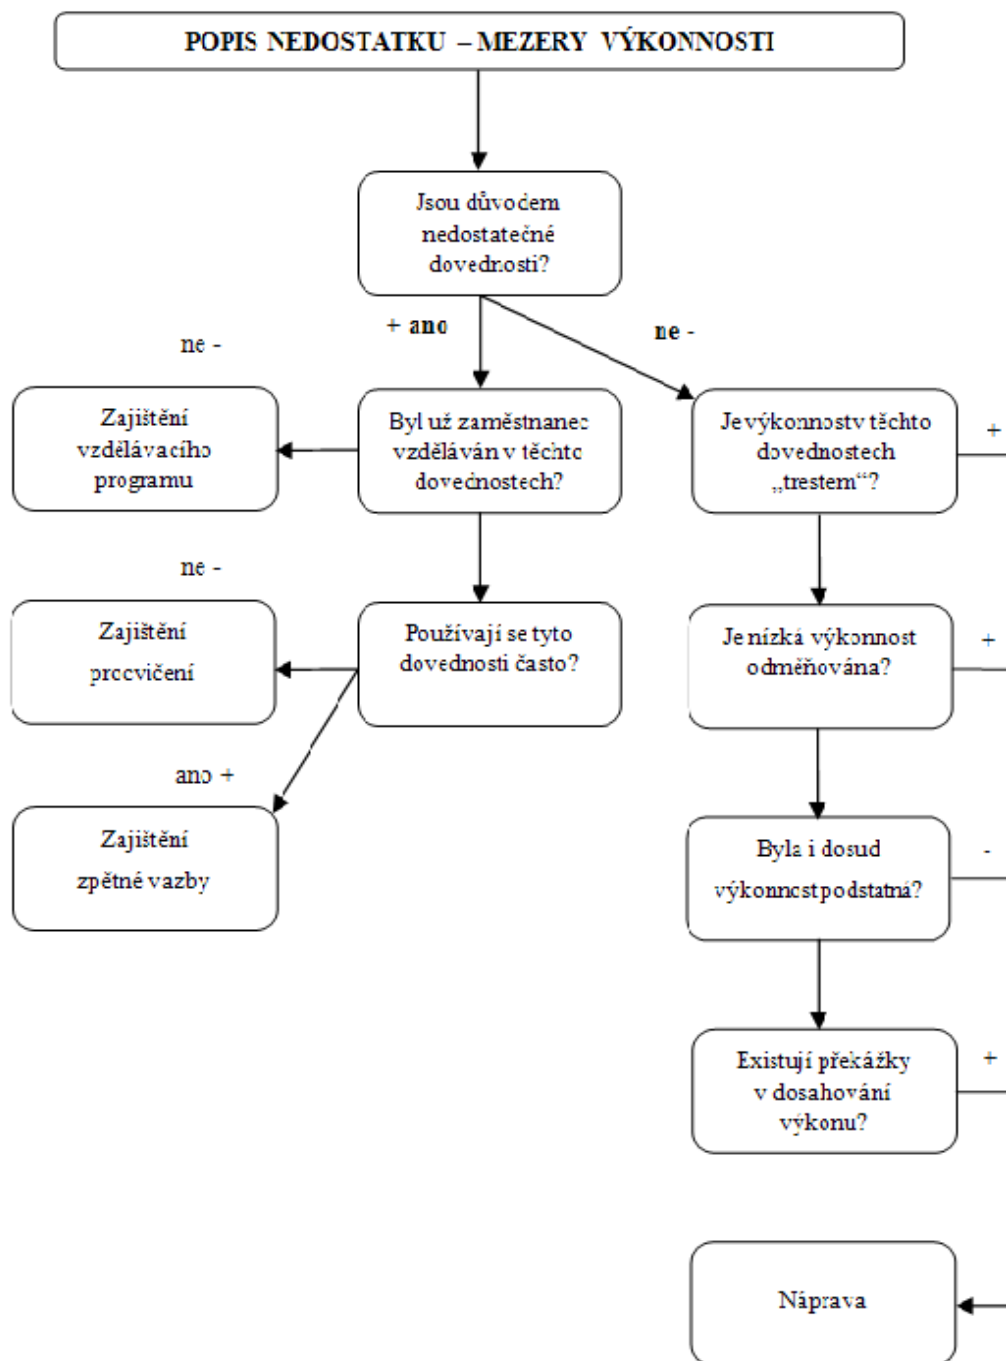 POPIS NEDOSTATKU – MEZERY VÝKONNOSTI
Jsou důvodem
nedostatečné
dovednosti?
+ ano
ne -
ne -
Zajištění
vzdělávacího
programu
Byl už zaměstnanec
vzděláván v těchto
dovednostech?
Je výkonnost v těchto
dovednostech
„trestem“?
+
ne -
Zajištění
procvičení
Používají se tyto
dovednosti často?
Je nízká výkonnost
odměňována?
+
ano +
Zajištění
zpětné vazby
Byla i dosud
výkonnost podstatná?
-
Existují překážky
v dosahování
výkonu?
+
Náprava